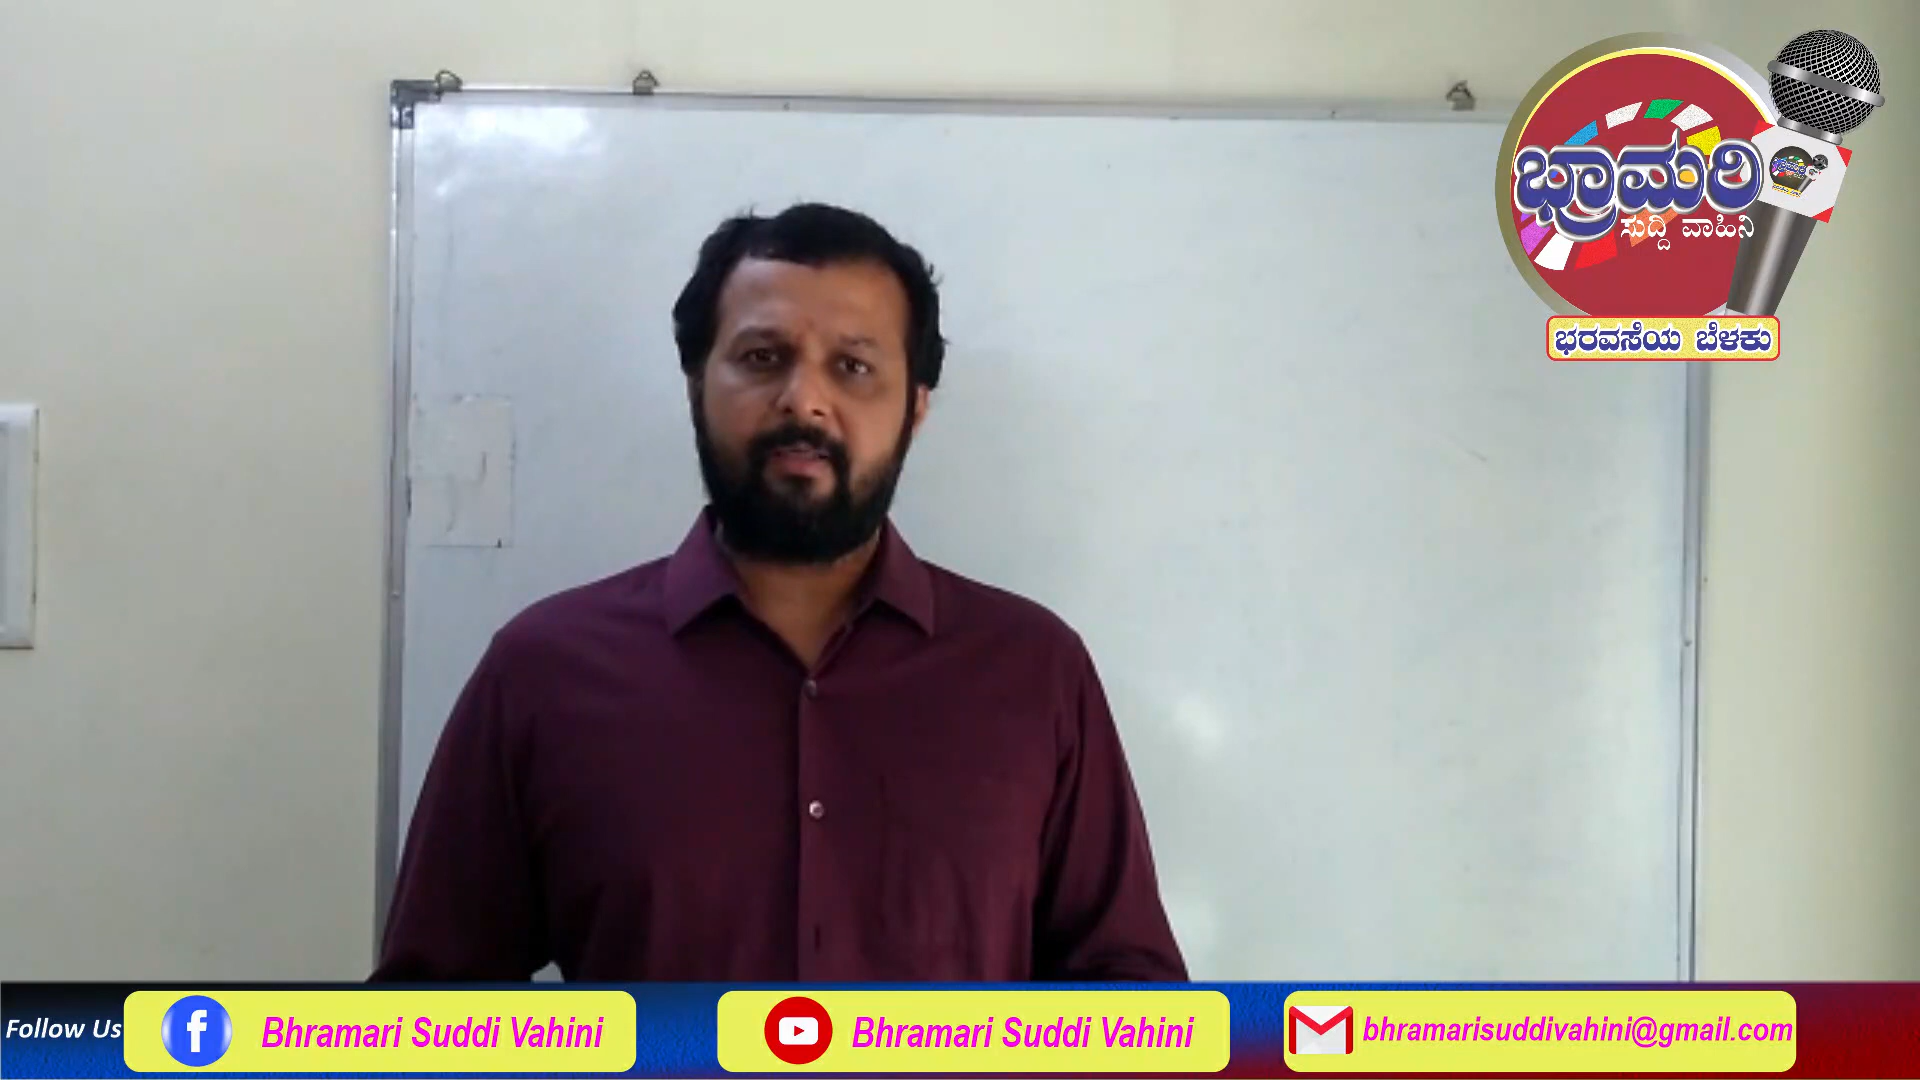 ಭ್ರಾಮರಿ
ಸುದ್ದಿ ವಾಹಿನಿ
ಭರವಸೆಯ ಬೆಳಕು
Follow Us
Bhramari Suddi Vahini
Bhramari Suddi Vahini
bhramarisuddivahini@gmail.com